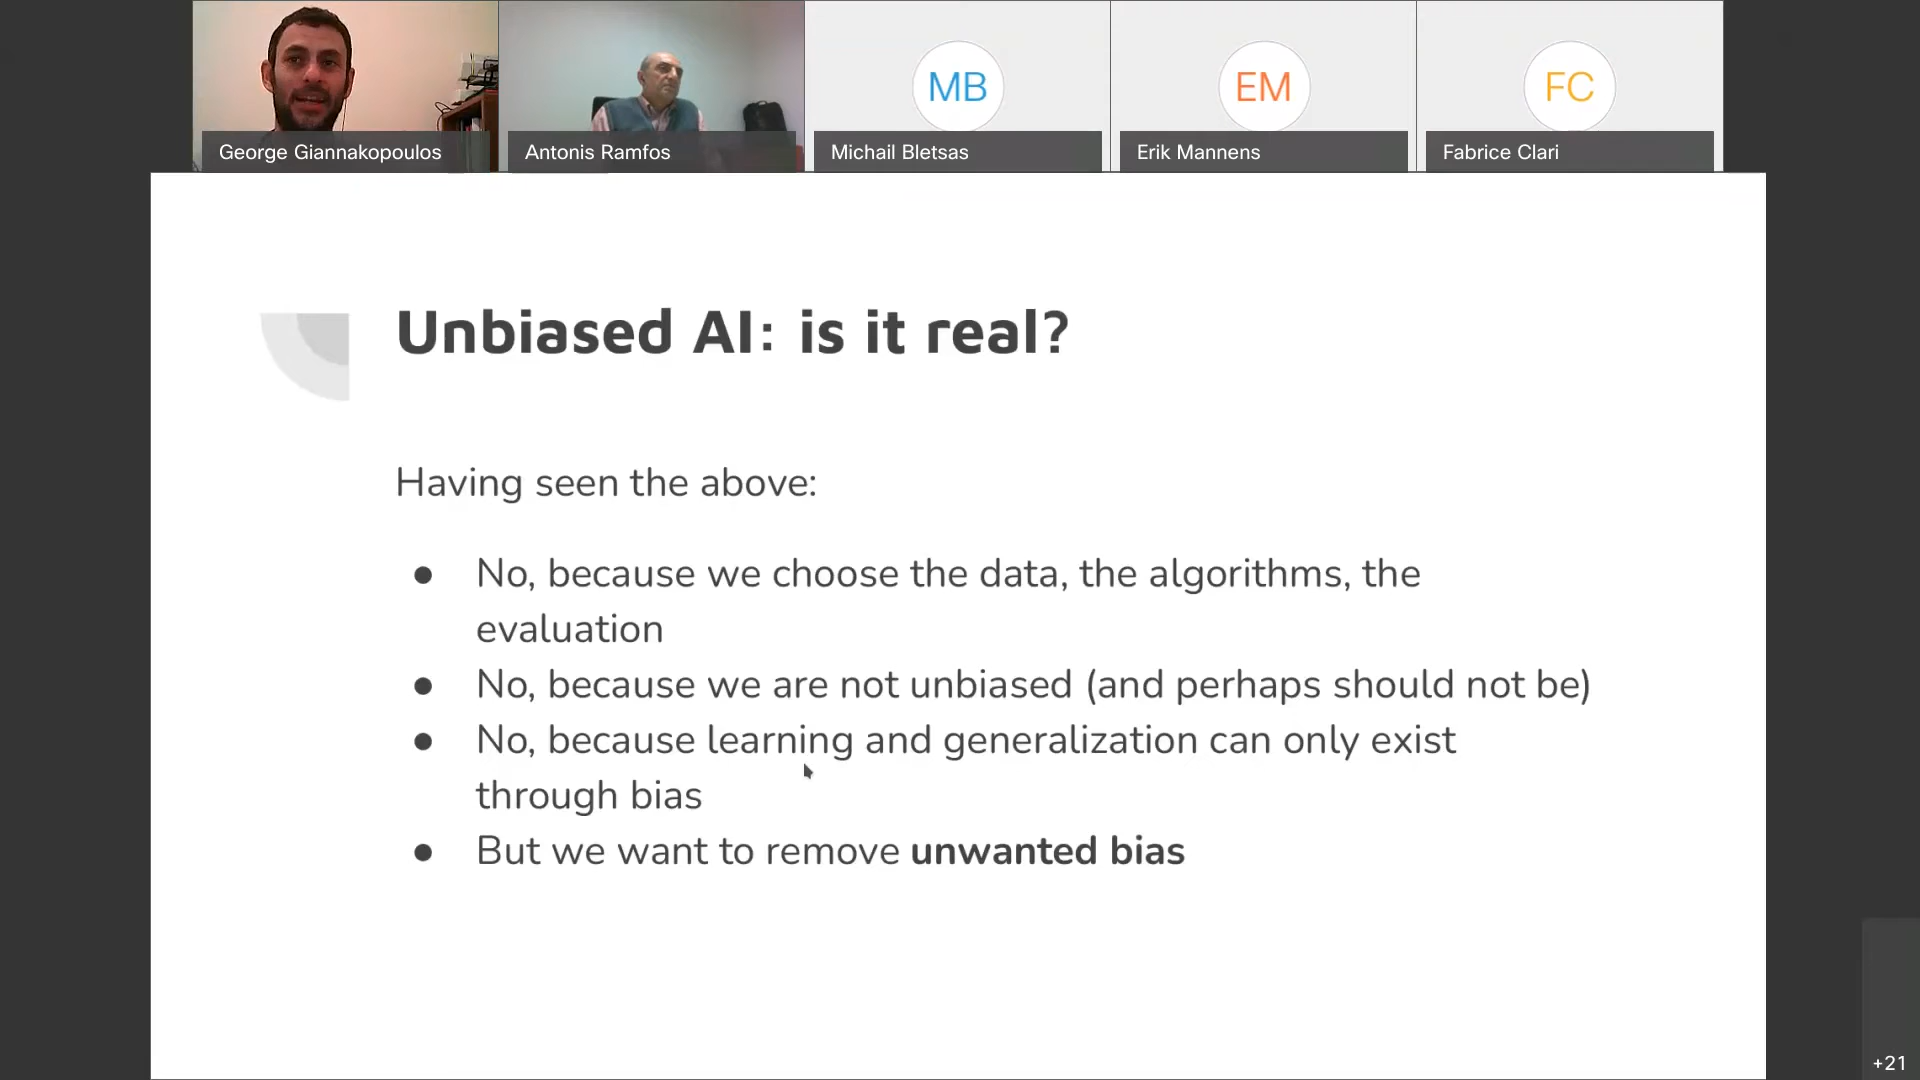 MB
EM
FC
George Giannakopoulos
Antonis Ramfos
Michail Bletsas
Erik Mannens
Fabrice Clari
Unbiased AI: is it real?
Having seen the above:
● No, because we choose the data, the algorithms, the
evaluation
● No, because we are not unbiased (and perhaps should not be)
● No, because learning and generalization can only exist
through bias
● But we want to remove unwanted bias
+21